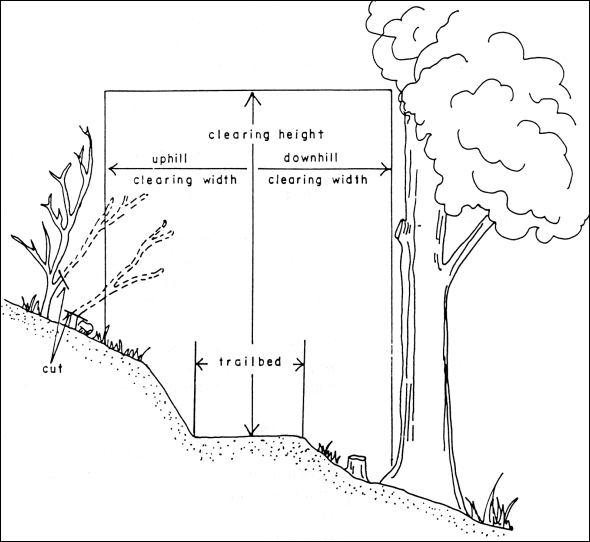 clearing height
uphill
clearing width
downhill
clearing width
trailbed
cut